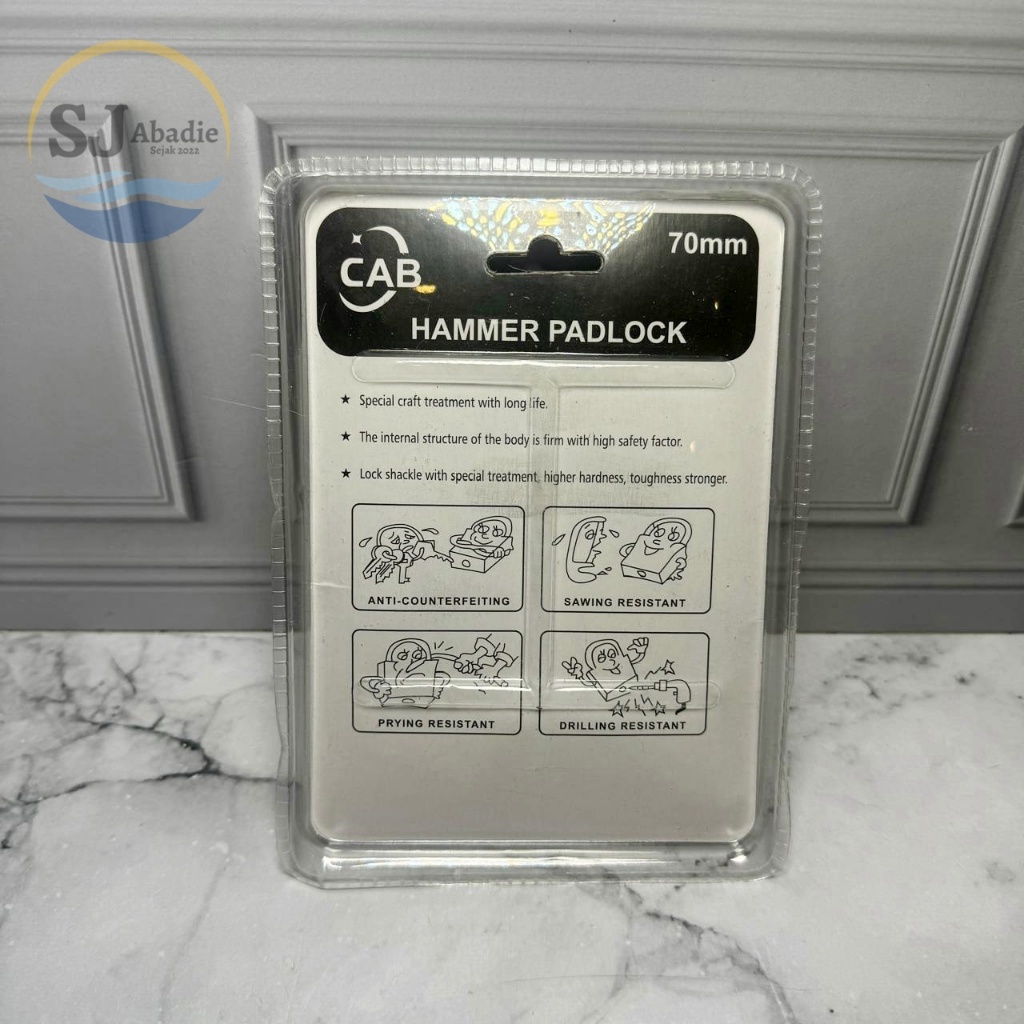 SJ Abadie
Sejak 2022
70mm
CAB
HAMMER PADLOCK
★ Special craft treatment with long life.
★ The internal structure of the body is firm with high safety factor.
★ Lock shackle with special treatment, higher hardness, toughness stronger.
ANTI-COUNTERFEITING
SAWING RESISTANT
PRYING RESISTANT
DRILLING RESISTANT